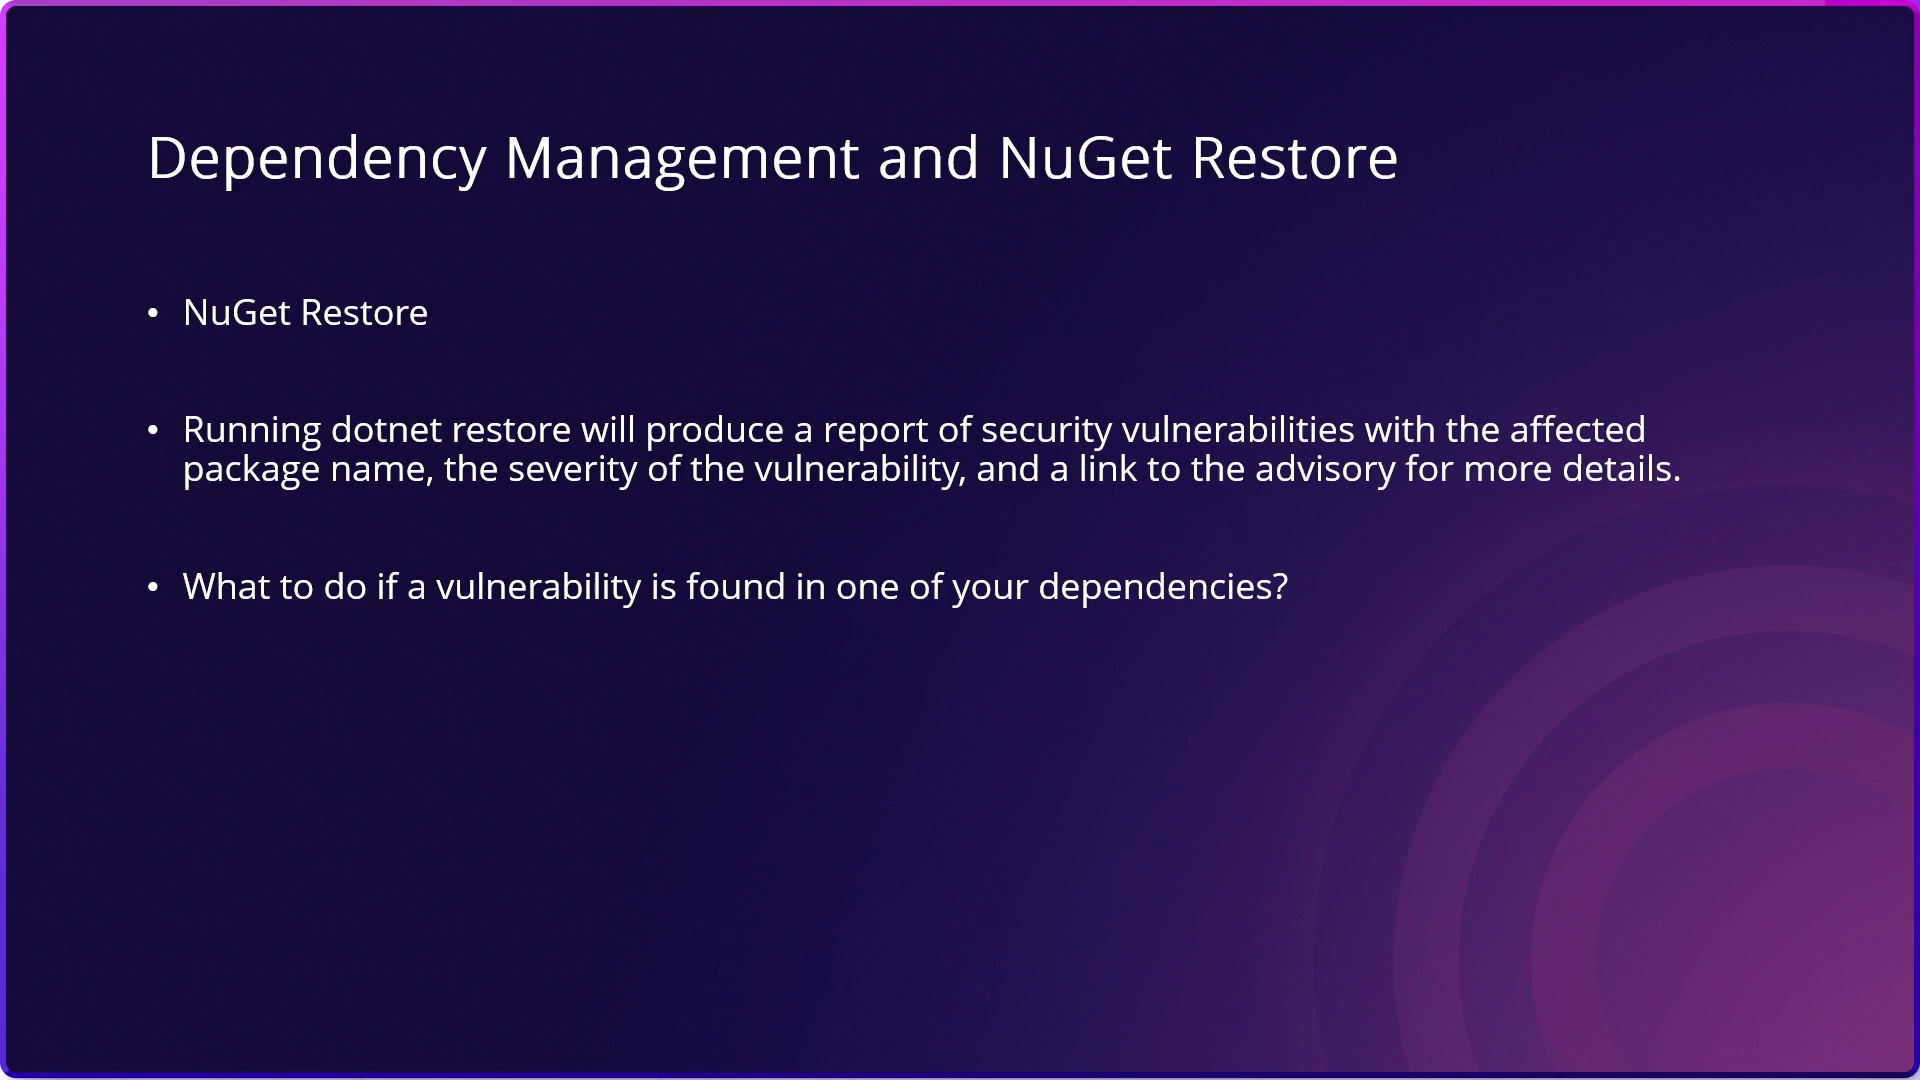 Dependency Management and NuGet Restore
• NuGet Restore
• Running dotnet restore will produce a report of security vulnerabilities with the affected
package name, the severity of the vulnerability, and a link to the advisory for more details.
• What to do if a vulnerability is found in one of your dependencies?